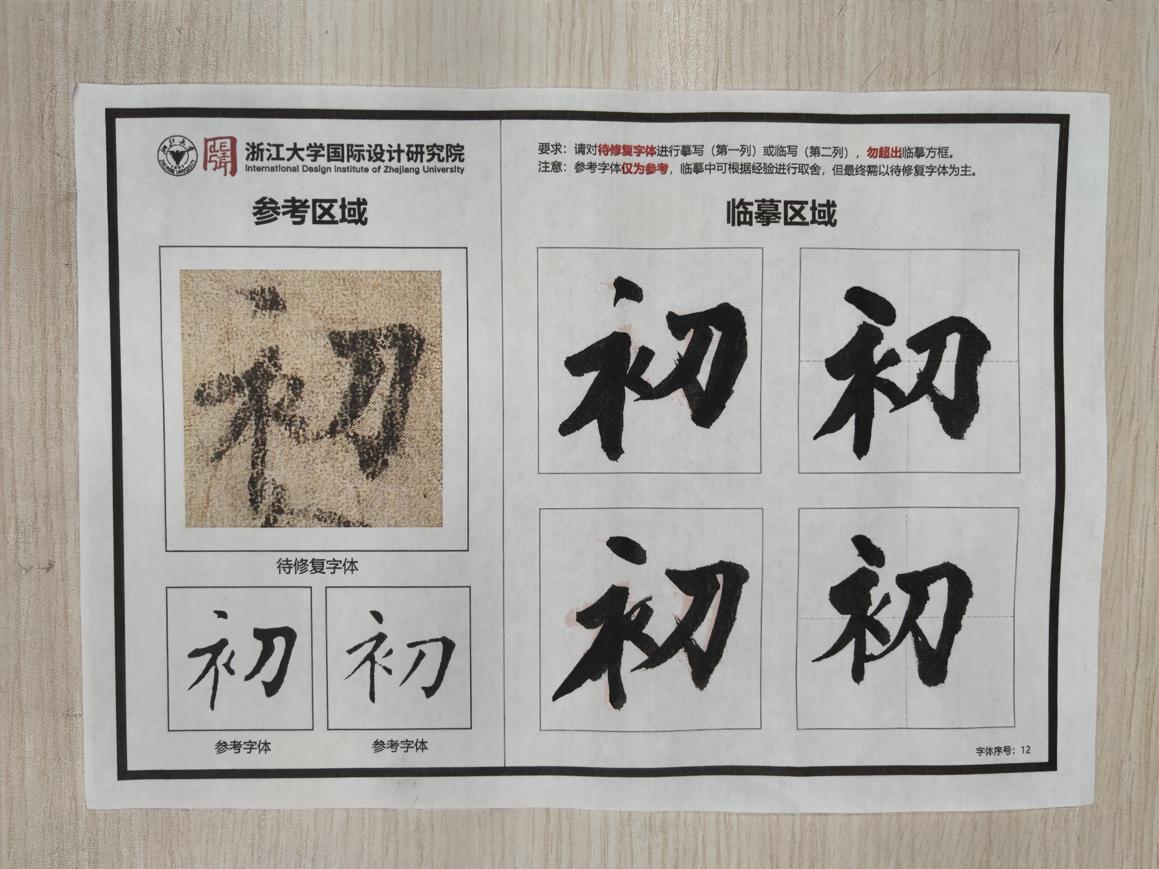 浙江大学国际设计研究院
International Design Institute of Zhejiang University
参考区域
初
待修复字体
初
初
参考字体
参考字体
要求：请对待修复字体进行摹写（第一列）或临写（第二列），勿超出临摹方框。
注意：参考字体仅为参考，临摹中可根据经验进行取舍，但最终需以待修复字体为主。
临摹区域
初
初
初
初
字体序号：12